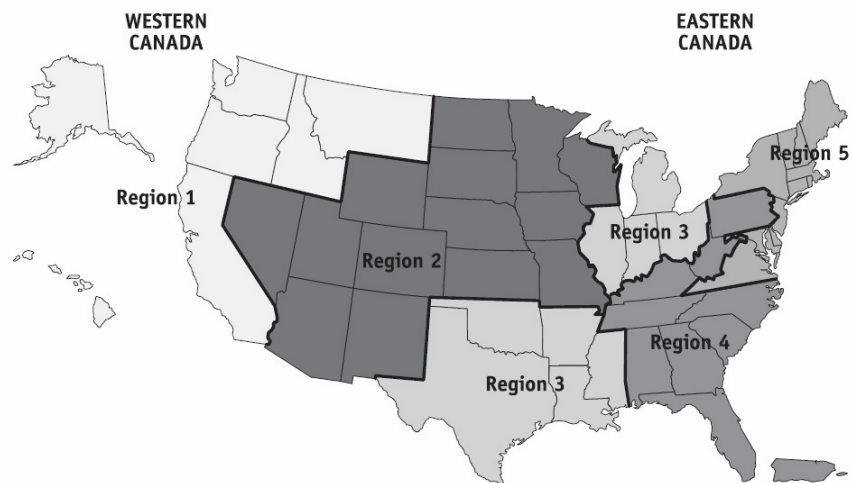 WESTERN
CANADA
EASTERN
CANADA
Region 5
Region 1
Region 3
Region 2
Region 4
Region 3